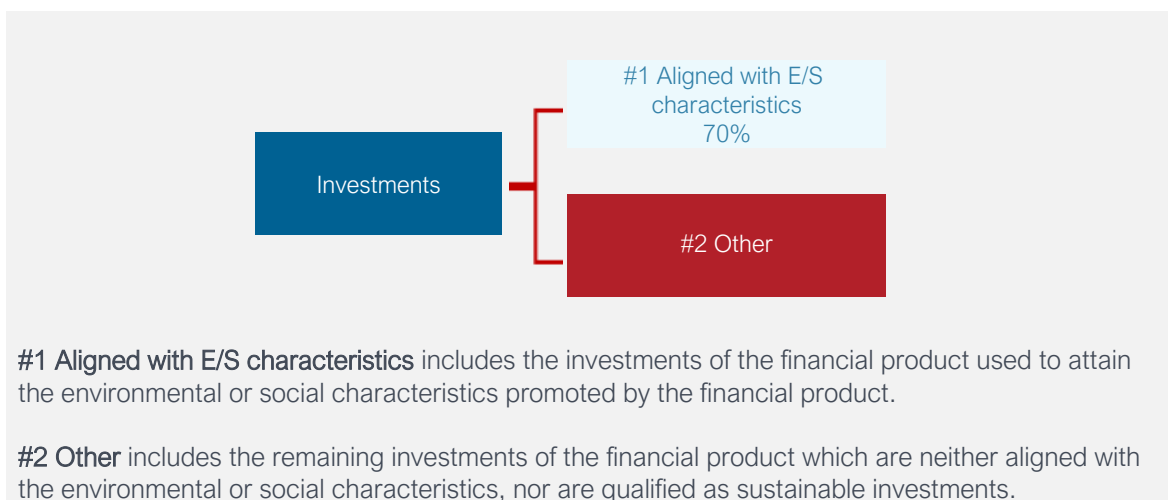 #1 Aligned with E/S
characteristics
70%
Investments
#2 Other
#1 Aligned with E/S characteristics includes the investments of the financial product used to attain
the environmental or social characteristics promoted by the financial product.
#2 Other includes the remaining investments of the financial product which are neither aligned with
the environmental or social characteristics, nor are qualified as sustainable investments.